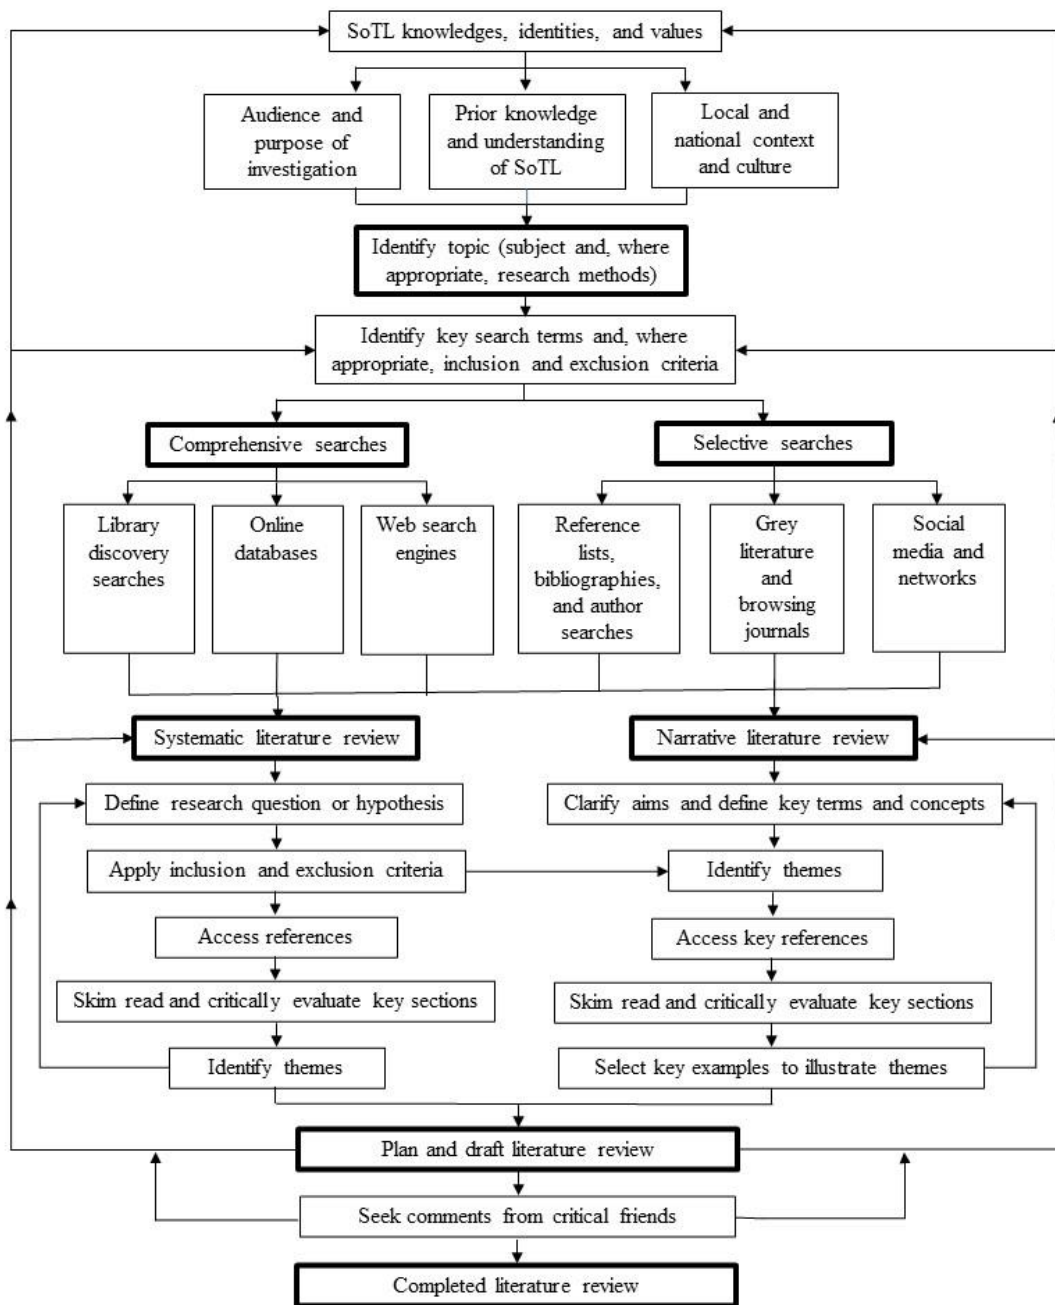 SoTL knowledges, identities, and values
Audience and
purpose of
investigation
Prior knowledge
and understanding
of SoTL
Local and
national context
and culture
Identify topic (subject and, where
appropriate, research methods)
Identify key search terms and, where
appropriate, inclusion and exclusion criteria
Comprehensive searches
Selective searches
Library
discovery
searches
Online
databases
Web search
engines
Reference
lists,
bibliographies,
and author
searches
Grey
literature
and
browsing
journals
Social
media and
networks
Systematic literature review
Narrative literature review
Define research question or hypothesis
Clarify aims and define key terms and concepts
Apply inclusion and exclusion criteria
Identify themes
Access references
Access key references
Skim read and critically evaluate key sections
Skim read and critically evaluate key sections
Identify themes
Select key examples to illustrate themes
Plan and draft literature review
Seek comments from critical friends
Completed literature review